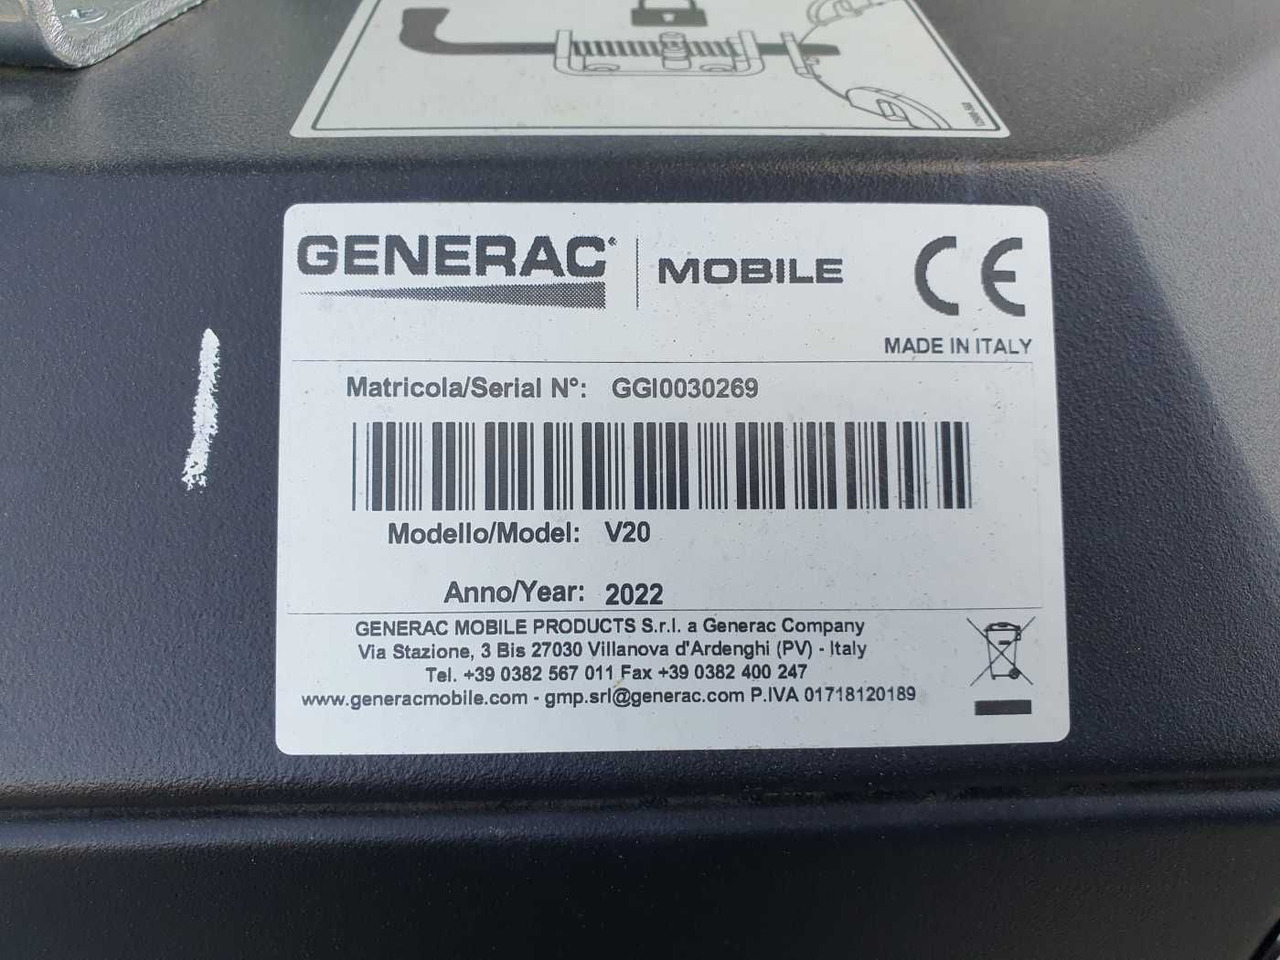 GENERAC®
MOBILE
CE
MADE IN ITALY
Matricola/Serial N°: GGI0030269
Modello/Model: V20
Anno/Year: 2022
GENERAC MOBILE PRODUCTS S.r.l. a Generac Company
Via Stazione, 3 Bis 27030 Villanova d'Ardenghi (PV) - Italy
Tel. +39 0382 567 011 Fax +39 0382 400 247
www.generacmobile.com - gmp.srl@generac.com P.IVA 01718120189